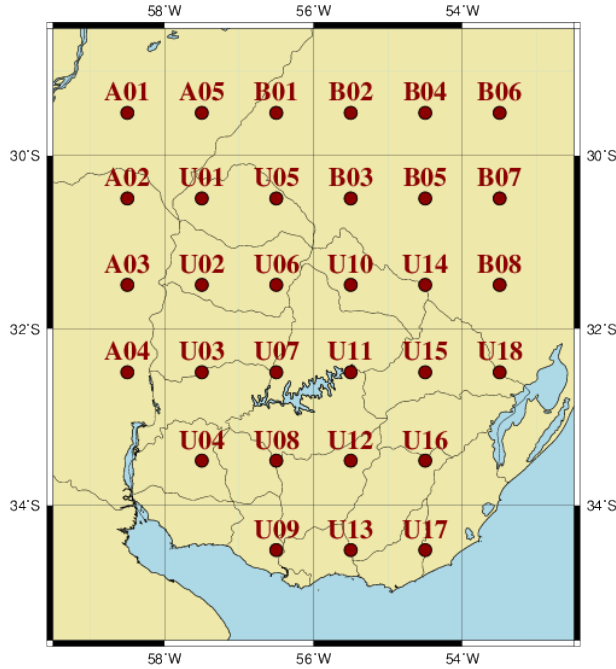 58°W 56°W 54°W
A01 A05 B01 B02 B04 B06
30°S 30°S
A02 U01 U05 B03 B05 B07
A03 U02 U06 U10 U14 B08
32°S 32°S
A04 U03 U07 U11 U15 U18
U04 U08 U12 U16
34°S 34°S
U09 U13 U17
58°W 56°W 54°W